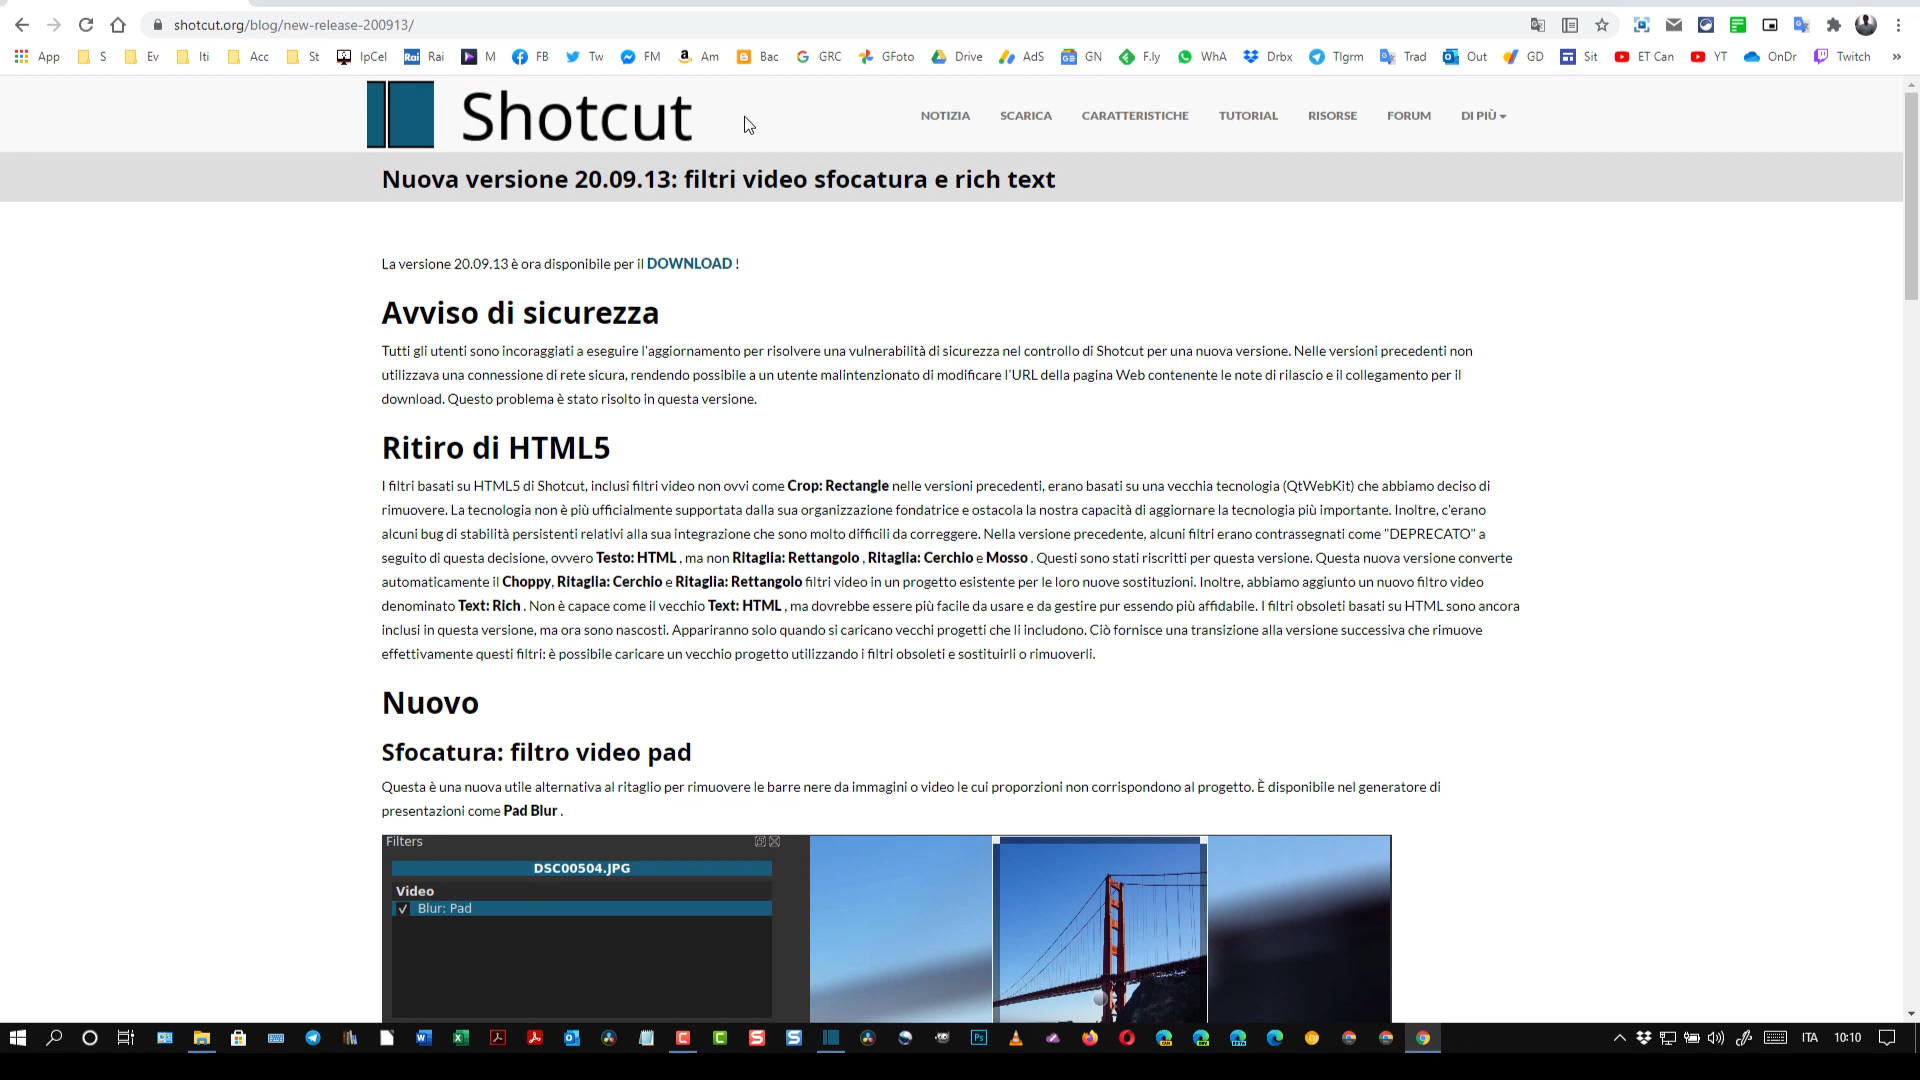 shotcut.org/blog/new-release-200913/
App S Ev Iti Acc St IpCel Rai M FB Tw FM Am Bac GRC GFoto Drive AdS GN F.ly WhA Drbx Tlgrm Trad Out GD Sit ET Can YT OnDr Twitch »
Shotcut
NOTIZIA SCARICA CARATTERISTICHE TUTORIAL RISORSE FORUM DI PIÙ
Nuova versione 20.09.13: filtri video sfocatura e rich text
La versione 20.09.13 è ora disponibile per il DOWNLOAD !
Avviso di sicurezza
Tutti gli utenti sono incoraggiati a eseguire l'aggiornamento per risolvere una vulnerabilità di sicurezza nel controllo di Shotcut per una nuova versione. Nelle versioni precedenti non
utilizzava una connessione di rete sicura, rendendo possibile a un utente malintenzionato di modificare l'URL della pagina Web contenente le note di rilascio e il collegamento per il
download. Questo problema è stato risolto in questa versione.
Ritiro di HTML5
I filtri basati su HTML5 di Shotcut, inclusi filtri video non ovvi come Crop: Rectangle nelle versioni precedenti, erano basati su una vecchia tecnologia (QtWebKit) che abbiamo deciso di
rimuovere. La tecnologia non è più ufficialmente supportata dalla sua organizzazione fondatrice e ostacola la nostra capacità di aggiornare la tecnologia più importante. Inoltre, c'erano
alcuni bug di stabilità persistenti relativi alla sua integrazione che sono molto difficili da correggere. Nella versione precedente, alcuni filtri erano contrassegnati come "DEPRECATO" a
seguito di questa decisione, ovvero Testo: HTML , ma non Ritaglia: Rettangolo , Ritaglia: Cerchio e Mosso . Questi sono stati riscritti per questa versione. Questa nuova versione converte
automaticamente il Choppy, Ritaglia: Cerchio e Ritaglia: Rettangolo filtri video in un progetto esistente per le loro nuove sostituzioni. Inoltre, abbiamo aggiunto un nuovo filtro video
denominato Text: Rich . Non è capace come il vecchio Text: HTML , ma dovrebbe essere più facile da usare e da gestire pur essendo più affidabile. I filtri obsoleti basati su HTML sono ancora
inclusi in questa versione, ma ora sono nascosti. Appariranno solo quando si caricano vecchi progetti che li includono. Ciò fornisce una transizione alla versione successiva che rimuove
effettivamente questi filtri: è possibile caricare un vecchio progetto utilizzando i filtri obsoleti e sostituirli o rimuoverli.
Nuovo
Sfocatura: filtro video pad
Questa è una nuova utile alternativa al ritaglio per rimuovere le barre nere da immagini o video le cui proporzioni non corrispondono al progetto. È disponibile nel generatore di
presentazioni come Pad Blur .
Filters
DSC00504.JPG
Video
Blur: Pad
ITA 10:10